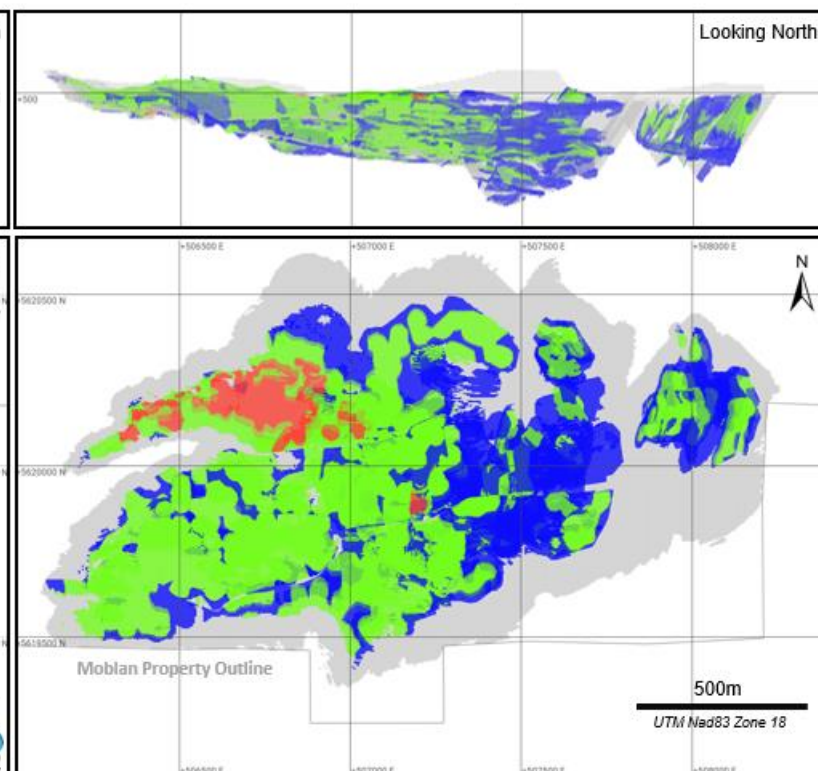 Looking North
+500
+506500 E
+507000 E
+507500 E
+508000 E
N
+5620500 N
+5620000 N
+5619500 N
Moblan Property Outline
500m
UTM Nad83 Zone 18